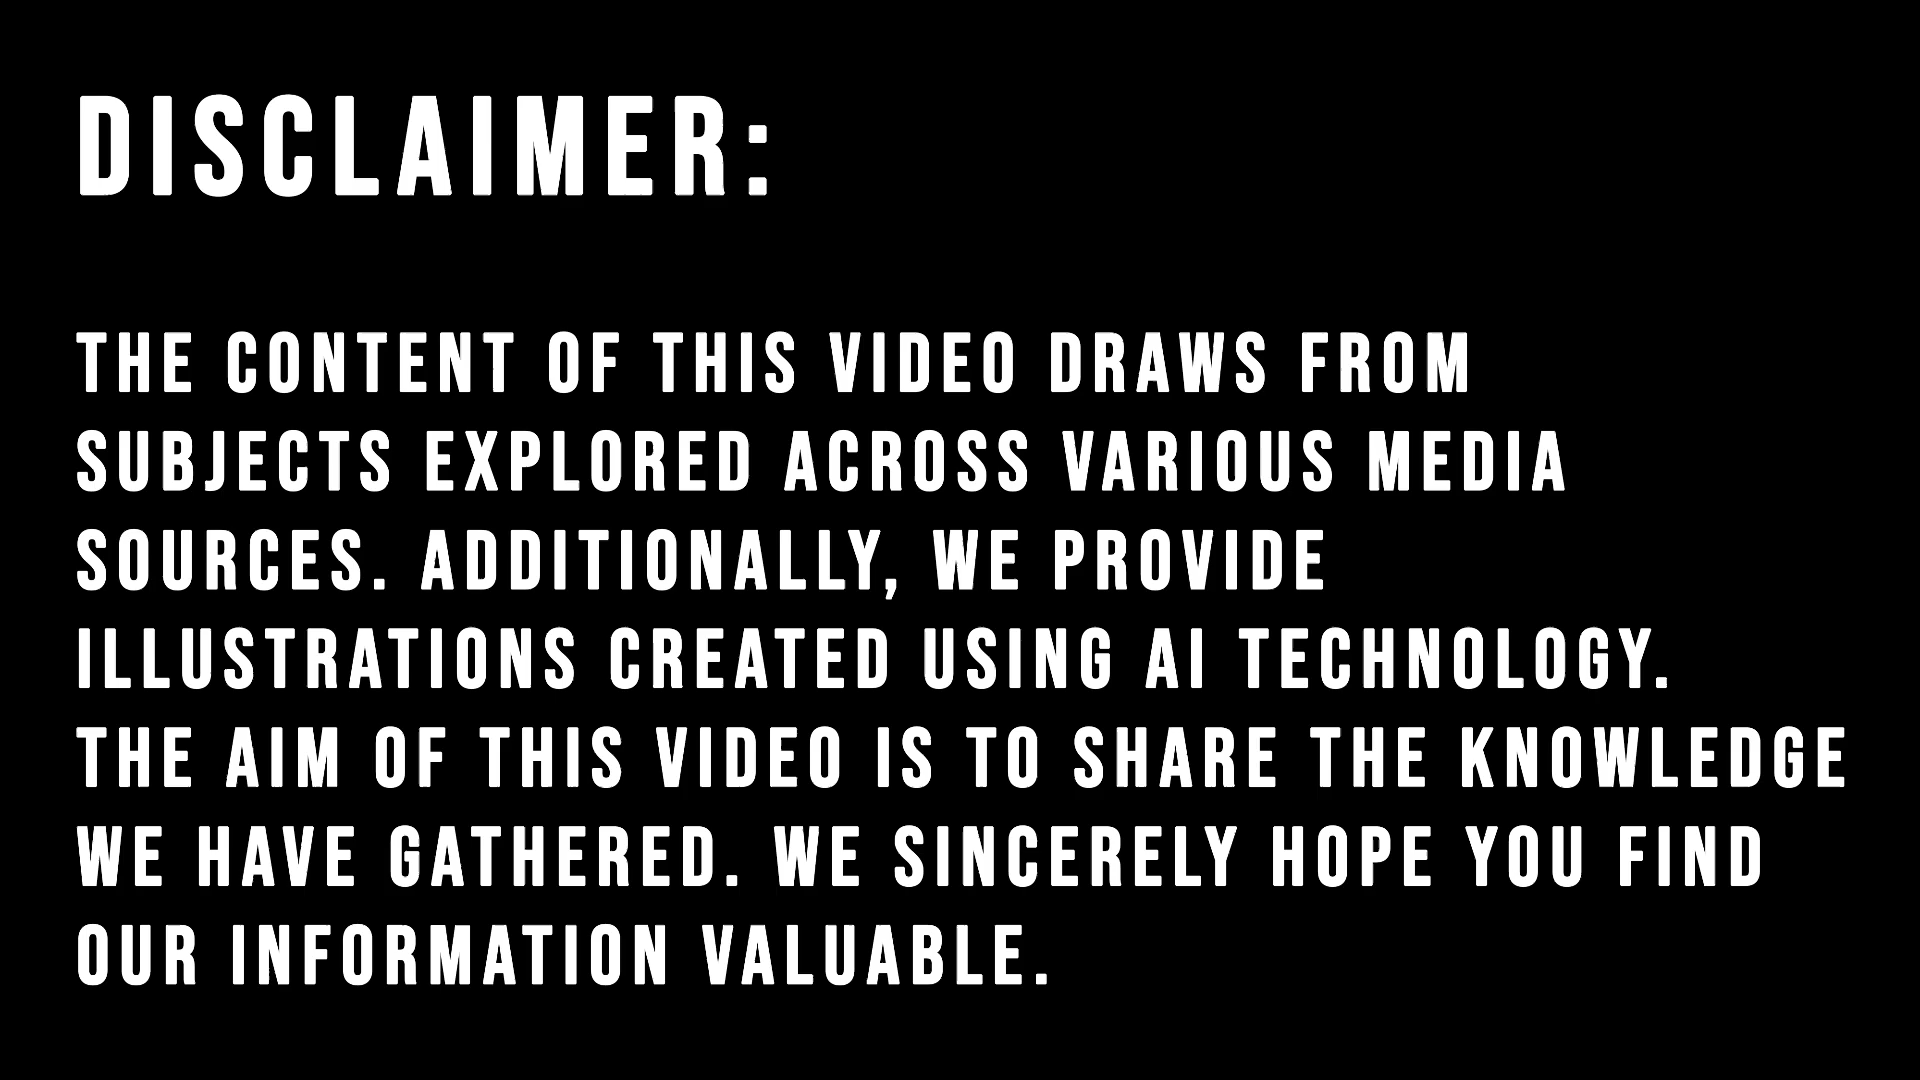 DISCLAIMER:
THE CONTENT OF THIS VIDEO DRAWS FROM
SUBJECTS EXPLORED ACROSS VARIOUS MEDIA
SOURCES. ADDITIONALLY, WE PROVIDE
ILLUSTRATIONS CREATED USING AI TECHNOLOGY.
THE AIM OF THIS VIDEO IS TO SHARE THE KNOWLEDGE
WE HAVE GATHERED. WE SINCERELY HOPE YOU FIND
OUR INFORMATION VALUABLE.